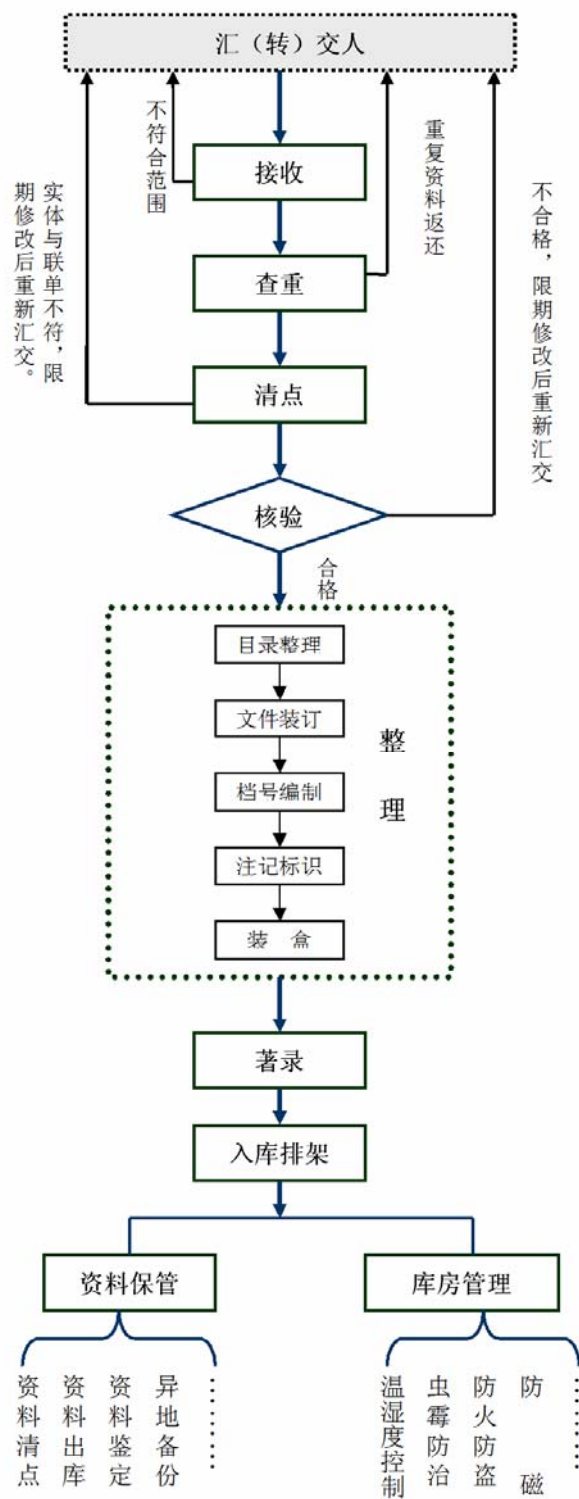 汇（转）交人
不符合范围
重复资料返还
实体与联单不符，限
期修改后重新汇交。
不合格，限期修改后重新汇交
接收
查重
清点
核验
合格
目录整理
文件装订
档号编制
注记标识
装 盒
整
理
著录
入库排架
资料保管
库房管理
资料清点
资料出库
资料鉴定
异地备份
………
温湿度控制
虫霉防治
防火防盗
防 磁
………